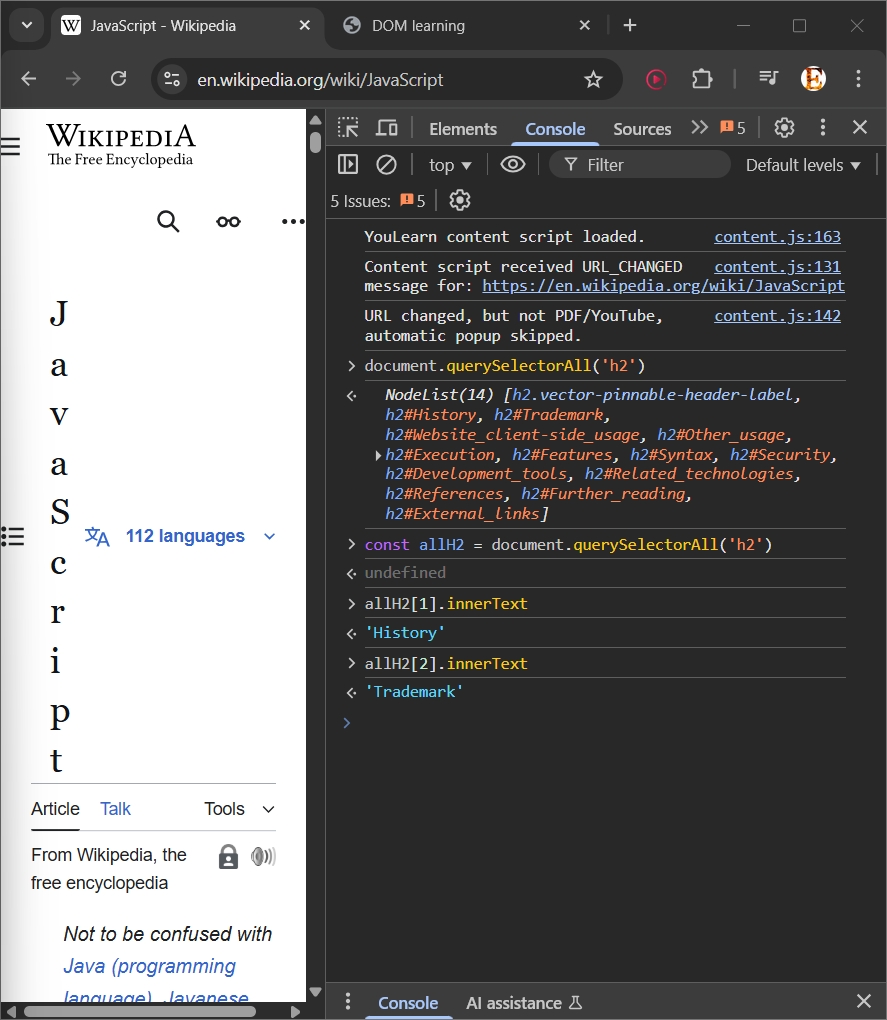 JavaScript - Wikipedia
DOM learning
en.wikipedia.org/wiki/JavaScript
WIKIPEDIA
The Free Encyclopedia
J
a
v
a
S
c
r
i
p
t
112 languages
Article Talk Tools
From Wikipedia, the
free encyclopedia
Not to be confused with
Java (programming
language), Javanese
Elements Console Sources 5
top Filter Default levels
5 Issues: 5
YouLearn content script loaded. content.js:163
Content script received URL_CHANGED content.js:131
message for: https://en.wikipedia.org/wiki/JavaScript
URL changed, but not PDF/YouTube, content.js:142
automatic popup skipped.
document.querySelectorAll('h2')
NodeList(14) [h2.vector-pinnable-header-label,
h2#History, h2#Trademark,
h2#Website_client-side_usage, h2#Other_usage,
h2#Execution, h2#Features, h2#Syntax, h2#Security,
h2#Development_tools, h2#Related_technologies,
h2#References, h2#Further_reading,
h2#External_links]
const allH2 = document.querySelectorAll('h2')
undefined
allH2[1].innerText
'History'
allH2[2].innerText
'Trademark'
Console AI assistance